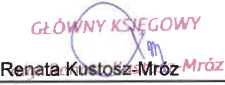 GŁÓWNY KSIĘGOWY
Renata Kustosz-Mróz